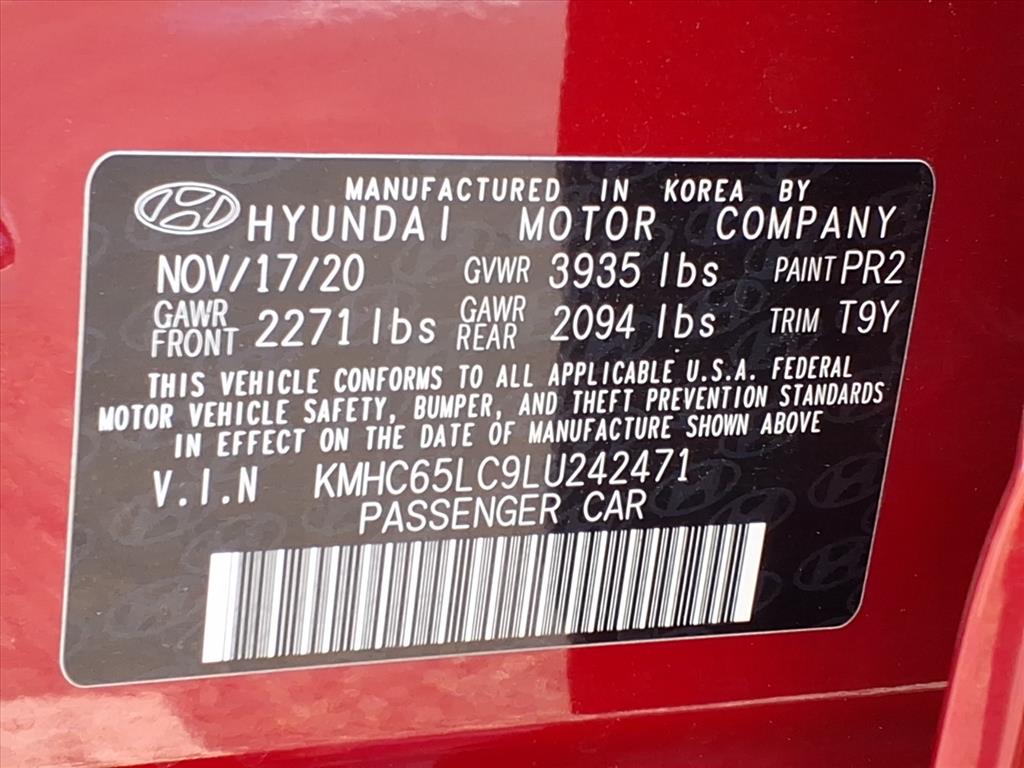 MANUFACTURED IN KOREA BY
HYUNDAI MOTOR COMPANY
NOV/17/20 GVWR 3935 lbs PAINT PR2
GAWR FRONT 2271 lbs GAWR REAR 2094 lbs TRIM T9Y
THIS VEHICLE CONFORMS TO ALL APPLICABLE U.S.A. FEDERAL
MOTOR VEHICLE SAFETY, BUMPER, AND THEFT PREVENTION STANDARDS
IN EFFECT ON THE DATE OF MANUFACTURE SHOWN ABOVE
V.I.N KMHC65LC9LU242471
PASSENGER CAR